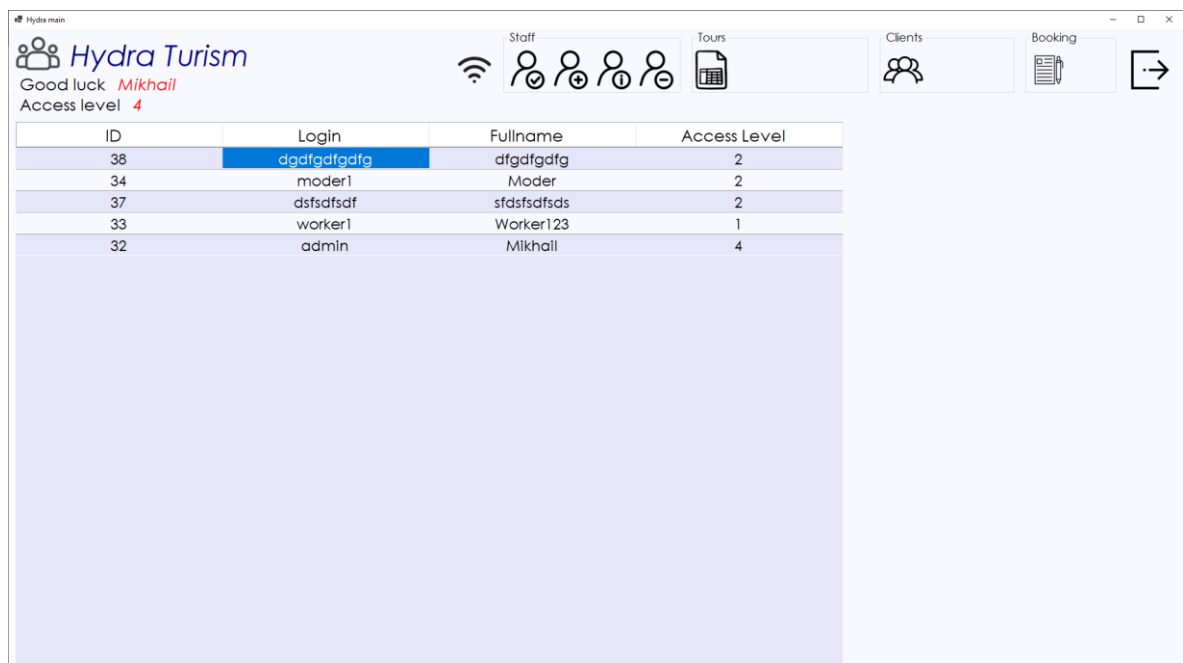 Hydra main
Hydra Turism
Good luck Mikhail
Access level 4
Staff
Tours
Clients
Booking
ID Login Fullname Access Level
38 dgdfgdfgdfg dfgdfgdfg 2
34 moder1 Moder 2
37 dsfsdfsdf sfdsfsdfsds 2
33 worker1 Worker123 1
32 admin Mikhail 4